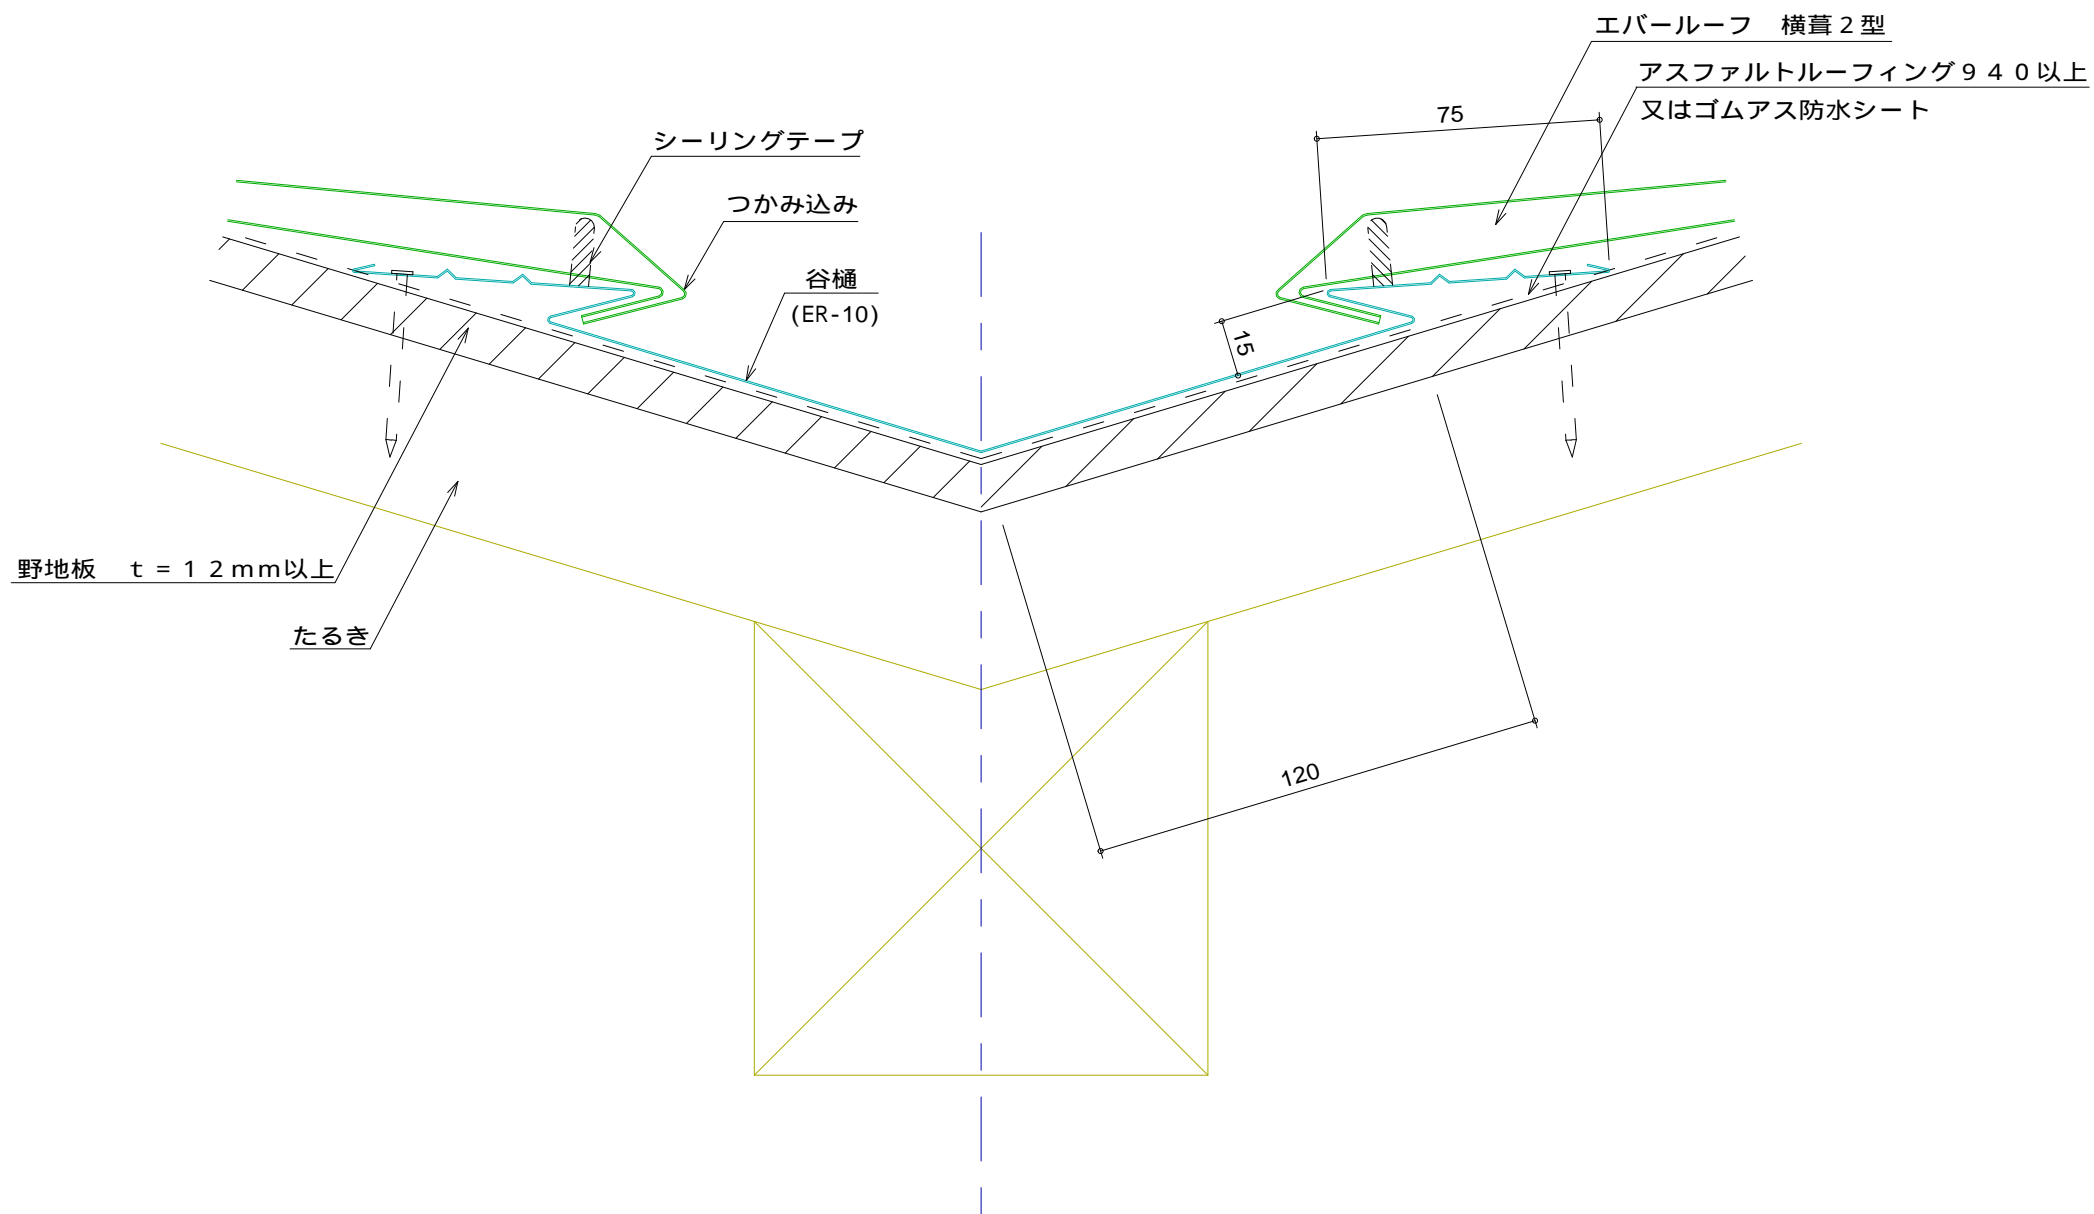 エバールーフ　横葺２型
アスファルトルーフィング９４０以上
又はゴムアス防水シート
75
シーリングテープ
つかみ込み
谷樋
(ER-10)
15
野地板　ｔ＝１２mm以上
たるき
120